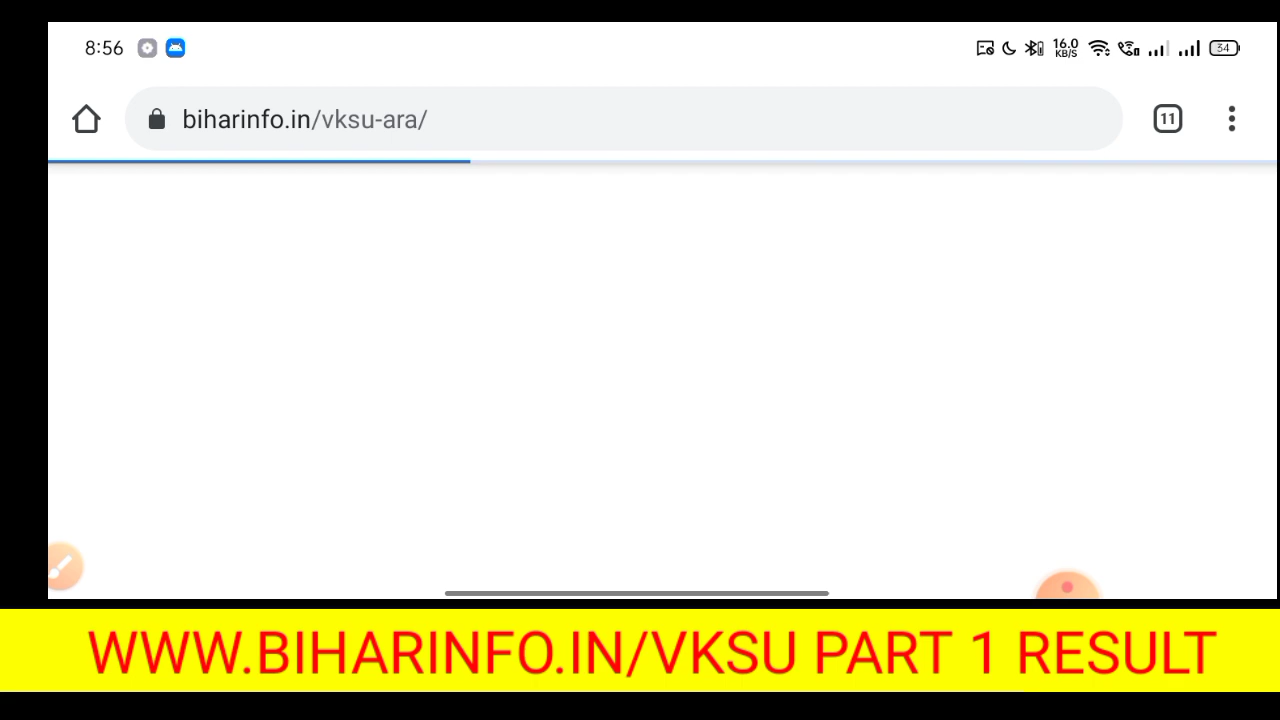 8:56
16.0
KB/S
34
biharinfo.in/vksu-ara/
11
WWW.BIHARINFO.IN/VKSU PART 1 RESULT